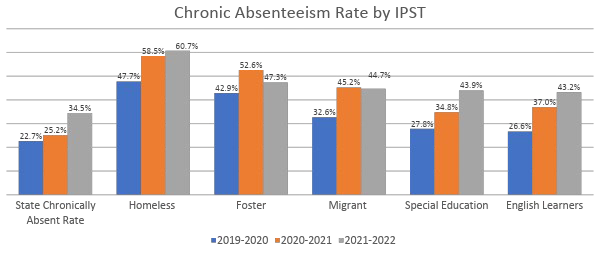 Chronic Absenteeism Rate by IPST
22.7% 25.2% 34.5%
47.7% 58.5% 60.7%
42.9% 52.6% 47.3%
32.6% 45.2% 44.7%
27.8% 34.8% 43.9%
26.6% 37.0% 43.2%
State Chronically
Absent Rate
Homeless
Foster
Migrant
Special Education
English Learners
2019-2020 2020-2021 2021-2022